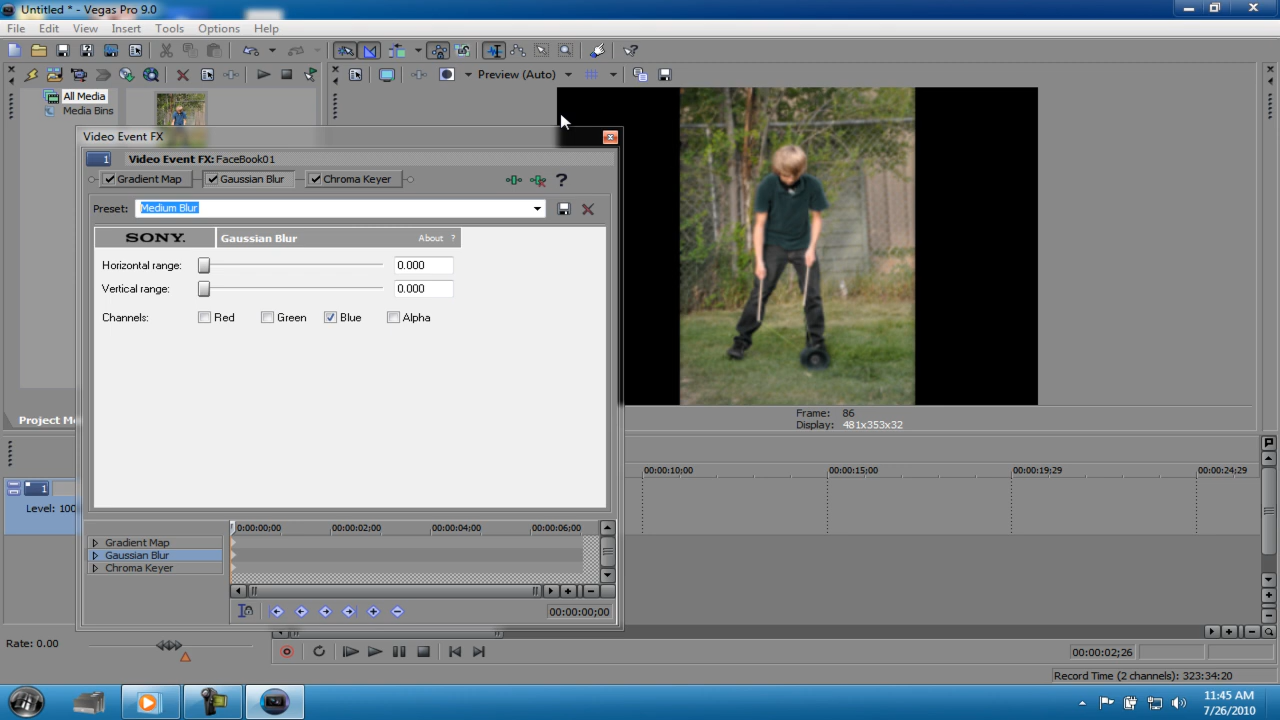 Untitled * - Vegas Pro 9.0
File Edit View Insert Tools Options Help
Preview (Auto)
All Media
Media Bins
Video Event FX
1 Video Event FX: FaceBook01
Gradient Map Gaussian Blur Chroma Keyer
Preset: Medium Blur
SONY. Gaussian Blur About ?
Horizontal range: 0.000
Vertical range: 0.000
Channels: Red Green Blue Alpha
Frame: 86
Display: 481x353x32
Project M
00:00:10;00 00:00:15;00 00:00:19;29 00:00:24;29
1
Level: 100
0:00:00;00 00:00:02;00 00:00:04;00 00:00:06;00
Gradient Map
Gaussian Blur
Chroma Keyer
00:00:00;00
Rate: 0.00
00:00:02;26
Record Time (2 channels): 323:34:20
11:45 AM
7/26/2010